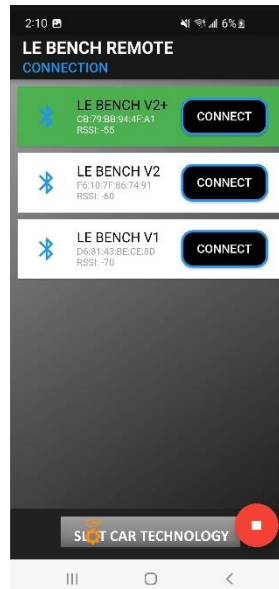 2:10 6%
LE BENCH REMOTE
CONNECTION
LE BENCH V2+
CB:79:BB:94:4F:A1
RSSI: -55
CONNECT
LE BENCH V2
F6:10:7F:86:74:91
RSSI: -60
CONNECT
LE BENCH V1
D6:81:43:BE:CE:8D
RSSI: -70
CONNECT
SLOT CAR TECHNOLOGY